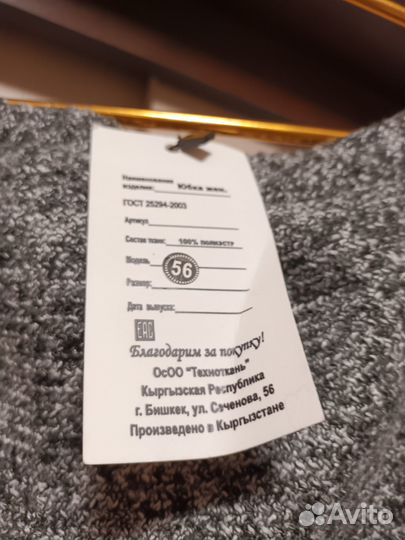 Наименование
изделия: Юбка жен.
ГОСТ 25294-2003
Артикул
Состав ткани: 100% полиэстр
Модель
56
Размер:
Дата выпуска:
EAC
Благодарим за покупку!
ОсОО "Техноткань"
Кыргызская Республика
г. Бишкек, ул. Сеченова, 56
Произведено в Кыргызстане
Avito